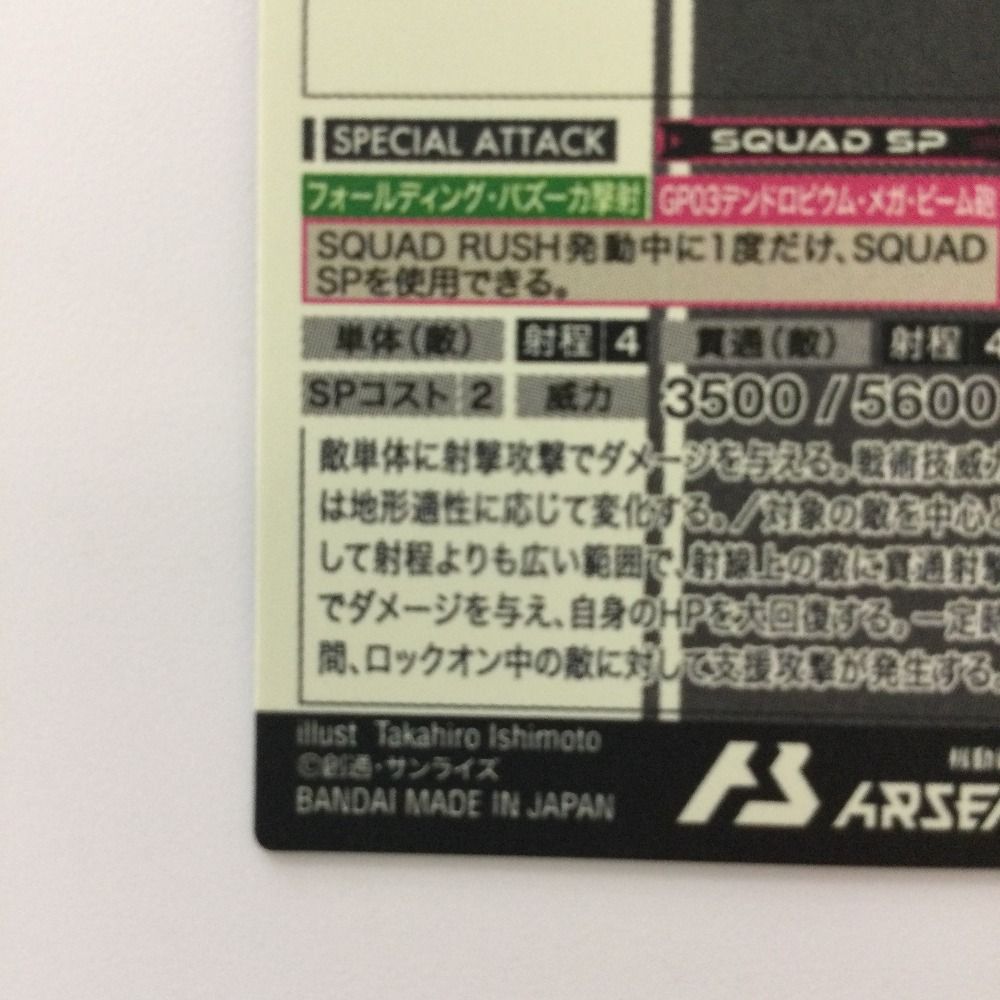 SPECIAL ATTACK SQUAD SP
フォールディング・バズーカ撃射 GP03デンドロビウム・メガ・ビーム砲
SQUAD RUSH発動中に1度だけ、SQUAD
SPを使用できる。
単体(敵) 射程 4 貫通(敵) 射程 4
SPコスト 2 威力 3500 / 5600
敵単体に射撃攻撃でダメージを与える。戦術技威力
は地形適性に応じて変化する。/対象の敵を中心と
して射程よりも広い範囲で、射線上の敵に貫通射撃
でダメージを与え、自身のHPを大回復する。一定時
間、ロックオン中の敵に対して支援攻撃が発生する。
illust Takahiro Ishimoto
©創通・サンライズ
BANDAI MADE IN JAPAN
機動
ARSEA